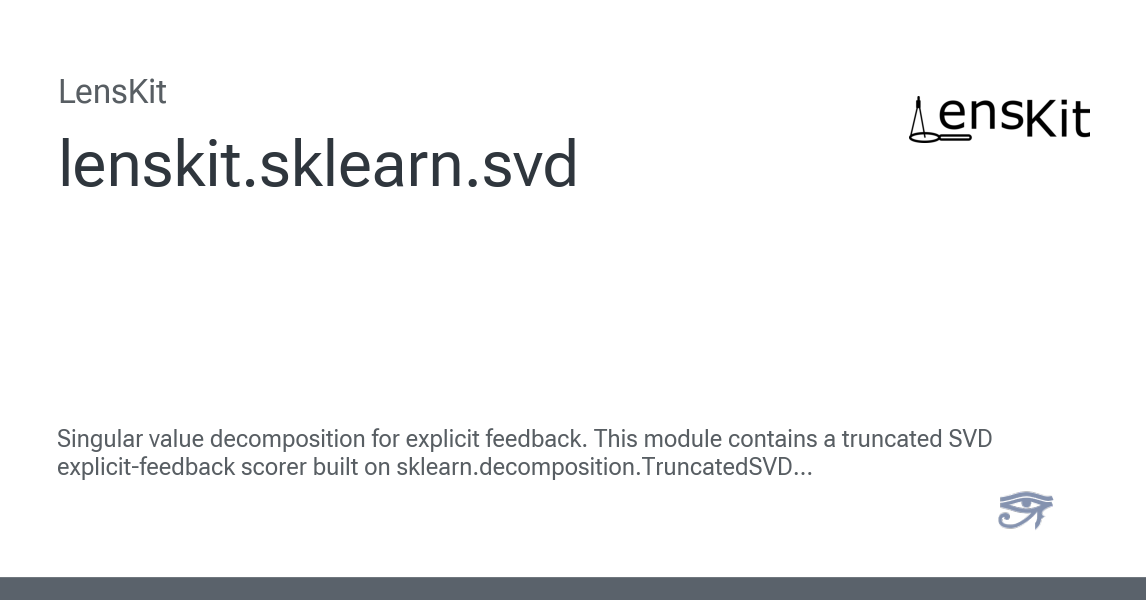 LensKit
LensKit
lenskit.sklearn.svd
Singular value decomposition for explicit feedback. This module contains a truncated SVD
explicit-feedback scorer built on sklearn.decomposition.TruncatedSVD...